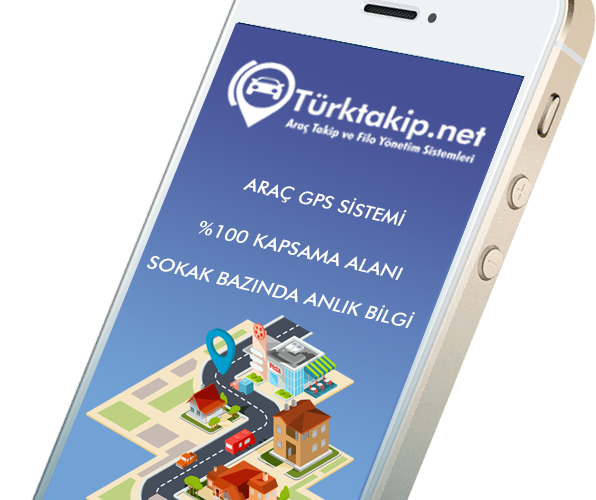 Türktakip.net
Araç Takip ve Filo Yönetim Sistemleri
ARAÇ GPS SİSTEMİ
%100 KAPSAMA ALANI
SOKAK BAZINDA ANLIK BİLGİ
PIZZA